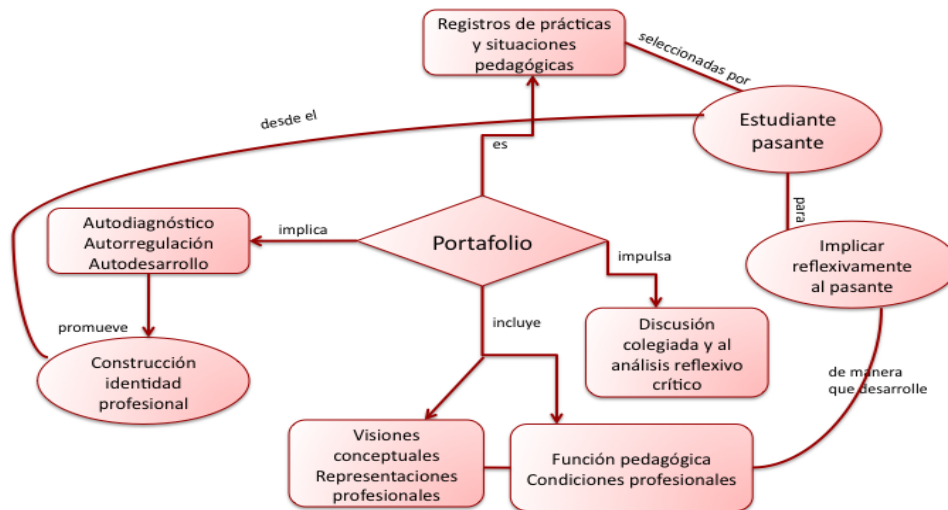 Registros de prácticas
y situaciones
pedagógicas
seleccionadas por
Estudiante
pasante
desde el
es
para
Autodiagnóstico
Autorregulación
Autodesarrollo
implica
Portafolio
impulsa
Implicar
reflexivamente
al pasante
promueve
incluye
Discusión
colegiada y al
análisis reflexivo
crítico
Construcción
identidad
profesional
de manera
que desarrolle
Visiones
conceptuales
Representaciones
profesionales
Función pedagógica
Condiciones profesionales